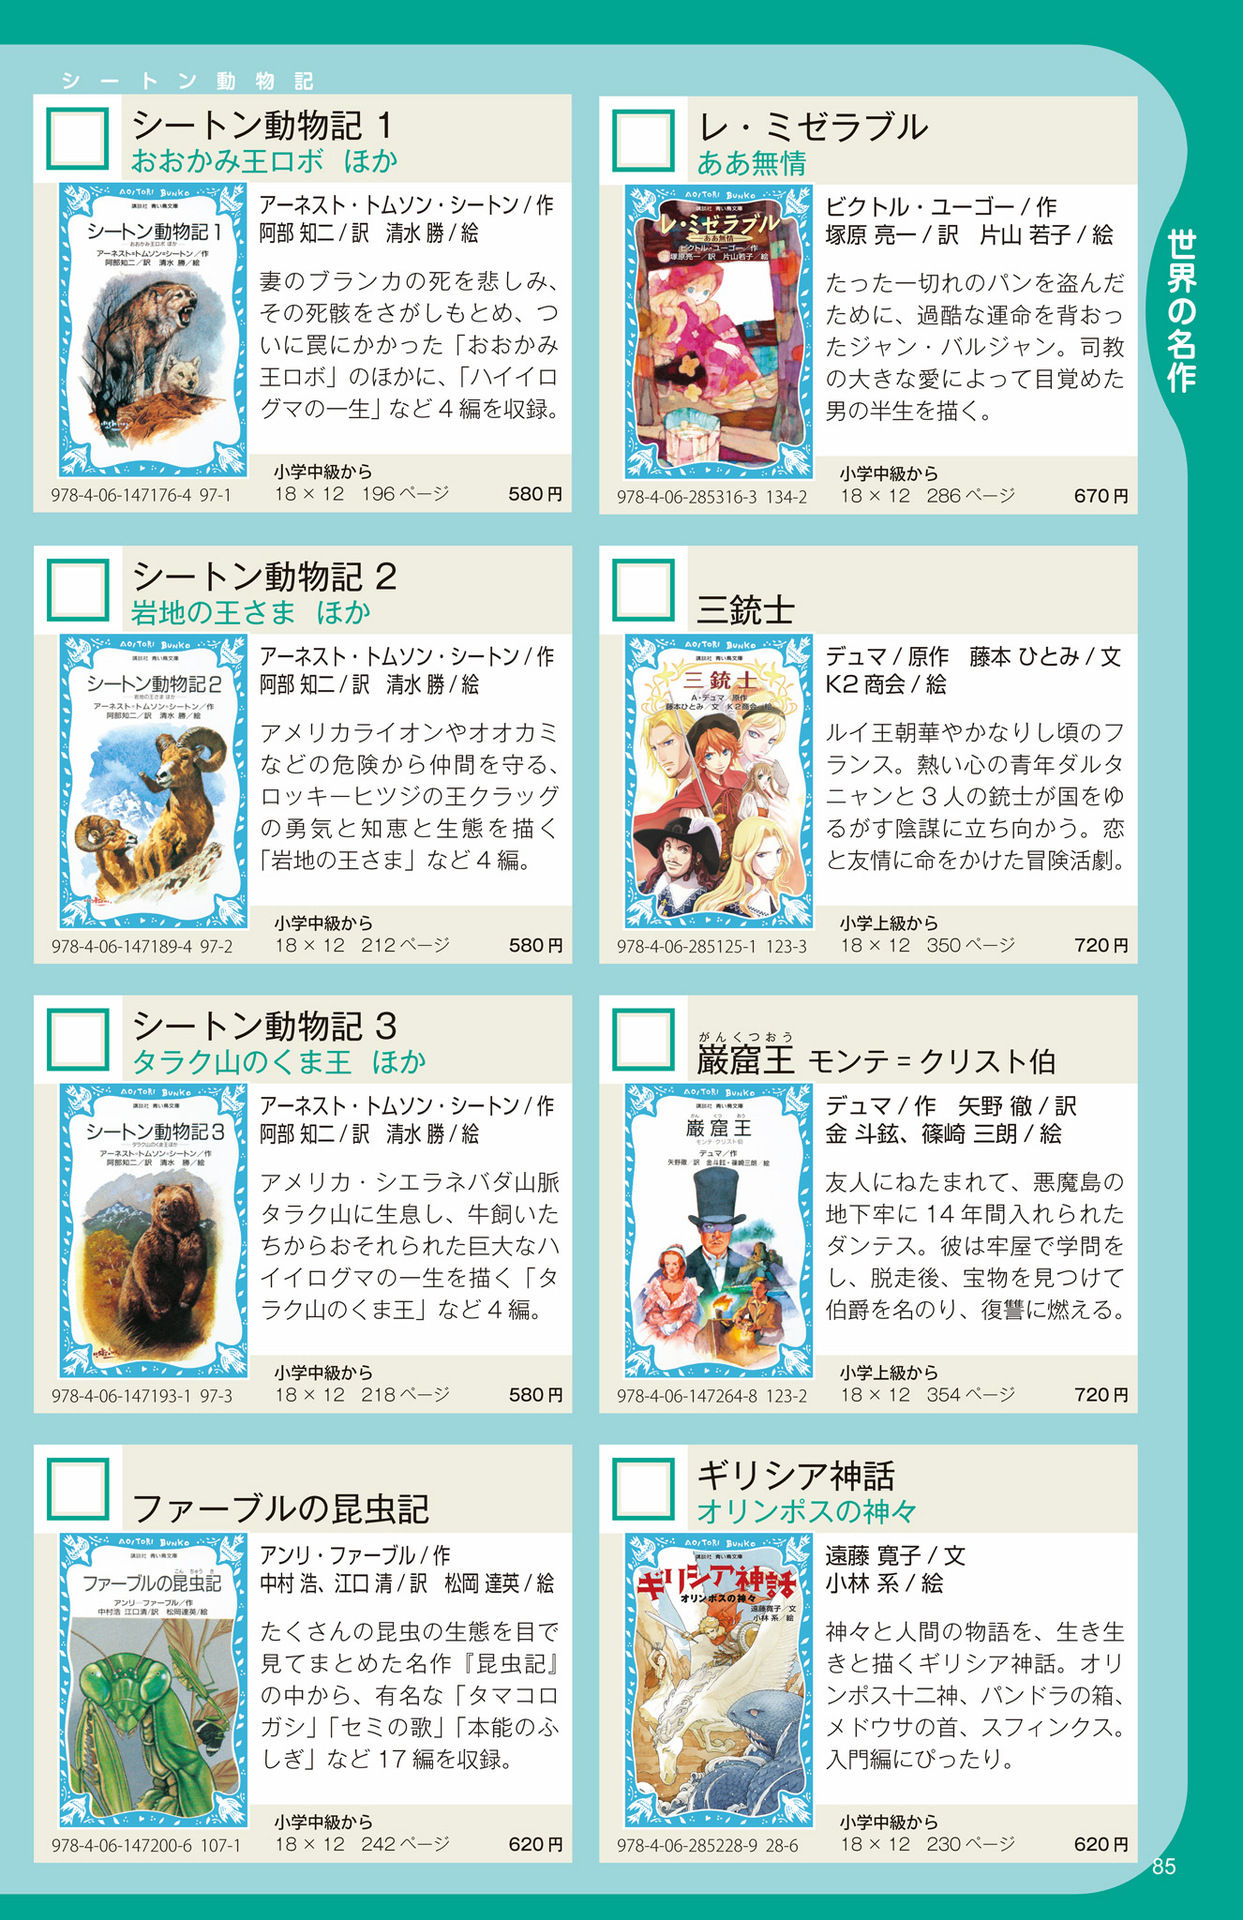 シートン動物記
シートン動物記 1
おおかみ王ロボ ほか
AOITORI BUNKO
講談社 青い鳥文庫
シートン動物記1
おおかみ王ロボ ほか
アーネスト=トムソン=シートン／作
阿部知二／訳 清水 勝／絵
アーネスト・トムソン・シートン / 作
阿部 知二 / 訳 清水 勝 / 絵
妻のブランカの死を悲しみ、
その死骸をさがしもとめ、つ
いに罠にかかった「おおかみ
王ロボ」のほかに、「ハイイロ
グマの一生」など 4 編を収録。
小学中級から
978-4-06-147176-4 97-1
18 × 12 196 ページ
580 円
シートン動物記 2
岩地の王さま ほか
AOITORI BUNKO
講談社 青い鳥文庫
シートン動物記2
岩地の王さま ほか
アーネスト=トムソン=シートン／作
阿部知二／訳 清水 勝／絵
アーネスト・トムソン・シートン / 作
阿部 知二 / 訳 清水 勝 / 絵
アメリカライオンやオオカミ
などの危険から仲間を守る、
ロッキーヒツジの王クラッグ
の勇気と知恵と生態を描く
「岩地の王さま」など 4 編。
小学中級から
978-4-06-147189-4 97-2
18 × 12 212 ページ
580 円
シートン動物記 3
タラク山のくま王 ほか
AOITORI BUNKO
講談社 青い鳥文庫
シートン動物記3
タラク山のくま王 ほか
アーネスト=トムソン=シートン／作
阿部知二／訳 清水 勝／絵
アーネスト・トムソン・シートン / 作
阿部 知二 / 訳 清水 勝 / 絵
アメリカ・シエラネバダ山脈
タラク山に生息し、牛飼いた
ちからおそれられた巨大なハ
イイログマの一生を描く「タ
ラク山のくま王」など 4 編。
小学中級から
978-4-06-147193-1 97-3
18 × 12 218 ページ
580 円
ファーブルの昆虫記
AOITORI BUNKO
講談社 青い鳥文庫
こん ちゅう き
ファーブルの昆虫記
アンリ=ファーブル／作
中村浩 江口清／訳 松岡達英／絵
アンリ・ファーブル / 作
中村 浩、江口 清 / 訳 松岡 達英 / 絵
たくさんの昆虫の生態を目で
見てまとめた名作『昆虫記』
の中から、有名な「タマコロ
ガシ」「セミの歌」「本能のふ
しぎ」など 17 編を収録。
小学中級から
978-4-06-147200-6 107-1
18 × 12 242 ページ
620 円
レ・ミゼラブル
ああ無情
AOITORI BUNKO
講談社 青い鳥文庫
レ・ミゼラブル
ああ無情
ビクトル・ユーゴー／作
塚原亮一／訳 片山若子／絵
ビクトル・ユーゴー / 作
塚原 亮一 / 訳 片山 若子 / 絵
たった一切れのパンを盗んだ
ために、過酷な運命を背おっ
たジャン・バルジャン。司教
の大きな愛によって目覚めた
男の半生を描く。
小学中級から
978-4-06-285316-3 134-2
18 × 12 286 ページ
670 円
三銃士
AOITORI BUNKO
講談社 青い鳥文庫
三銃士
A・デュマ／原作
藤本ひとみ／文 K2商会／絵
デュマ / 原作 藤本 ひとみ / 文
K2 商会 / 絵
ルイ王朝華やかなりし頃のフ
ランス。熱い心の青年ダルタ
ニャンと 3 人の銃士が国をゆ
るがす陰謀に立ち向かう。恋
と友情に命をかけた冒険活劇。
小学上級から
978-4-06-285125-1 123-3
18 × 12 350 ページ
720 円
がんくつおう
巌窟王 モンテ = クリスト伯
AOITORI BUNKO
講談社 青い鳥文庫
がん くつ おう
巌窟王
モンテ=クリスト伯
デュマ／作
矢野徹／訳 金斗鉉・篠崎三朗／絵
デュマ / 作 矢野 徹 / 訳
金 斗鉉、篠崎 三朗 / 絵
友人にねたまれて、悪魔島の
地下牢に 14 年間入れられた
ダンテス。彼は牢屋で学問を
し、脱走後、宝物を見つけて
伯爵を名のり、復讐に燃える。
小学上級から
978-4-06-147264-8 123-2
18 × 12 354 ページ
720 円
ギリシア神話
オリンポスの神々
AOITORI BUNKO
講談社 青い鳥文庫
ギリシア神話
オリンポスの神々
遠藤寛子／文
小林 系／絵
遠藤 寛子 / 文
小林 系 / 絵
神々と人間の物語を、生き生
きと描くギリシア神話。オリ
ンポス十二神、パンドラの箱、
メドウサの首、スフィンクス。
入門編にぴったり。
小学中級から
978-4-06-285228-9 28-6
18 × 12 230 ページ
620 円
世界の名作
85